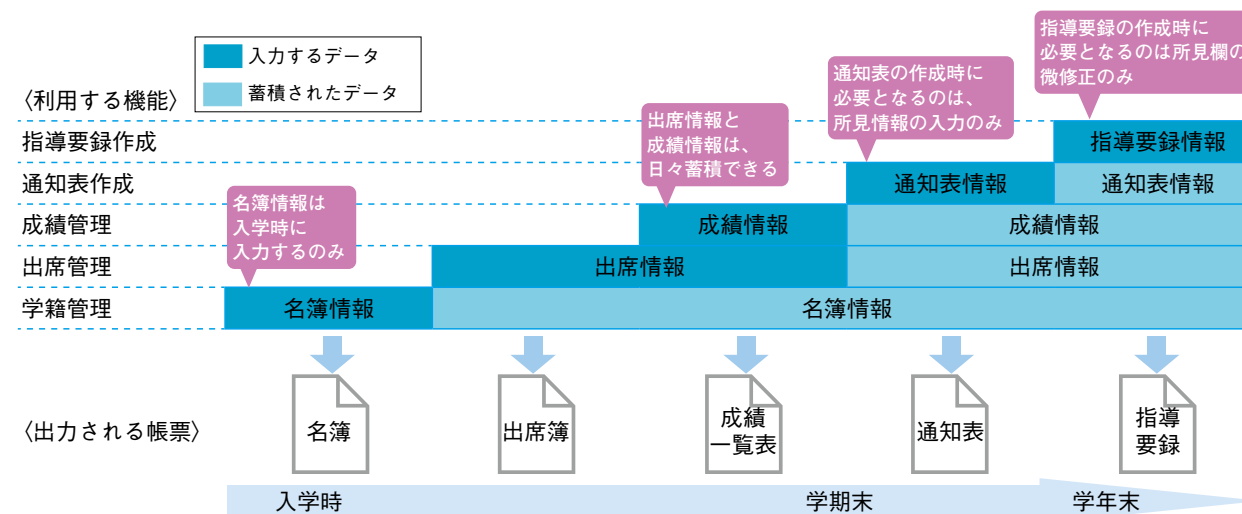 入力するデータ
蓄積されたデータ
〈利用する機能〉
指導要録作成
通知表作成
成績管理
出席管理
学籍管理
名簿情報は
入学時に
入力するのみ
出席情報と
成績情報は、
日々蓄積できる
通知表の作成時に
必要となるのは、
所見情報の入力のみ
指導要録の作成時に
必要となるのは所見欄の
微修正のみ
指導要録情報
通知表情報
通知表情報
成績情報
成績情報
出席情報
出席情報
名簿情報
名簿情報
〈出力される帳票〉
名簿
出席簿
成績
一覧表
通知表
指導
要録
入学時
学期末
学年末